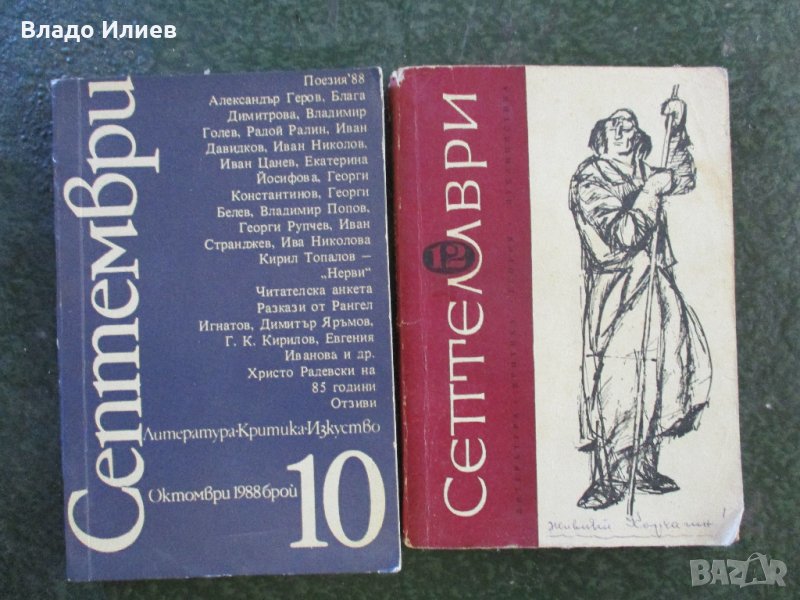 Владо Илиев
Септември
Поезия'88
Александър Геров, Блага
Димитрова, Владимир
Голев, Радой Ралин, Иван
Давидков, Иван Николов,
Иван Цанев, Екатерина
Йосифова, Георги
Константинов, Георги
Белев, Владимир Попов,
Георги Рупчев, Иван
Странджев, Ива Николова
Кирил Топалов —
„Нерви"
Читателска анкета
Разкази от Рангел
Игнатов, Димитър Яръмов,
Г. К. Кирилов, Евгения
Иванова и др.
Христо Радевски на
85 години
Отзиви
Литература·Критика·Изкуство
Октомври 1988 брой
10
СЕПТЕМВРИ
12
BAZAR